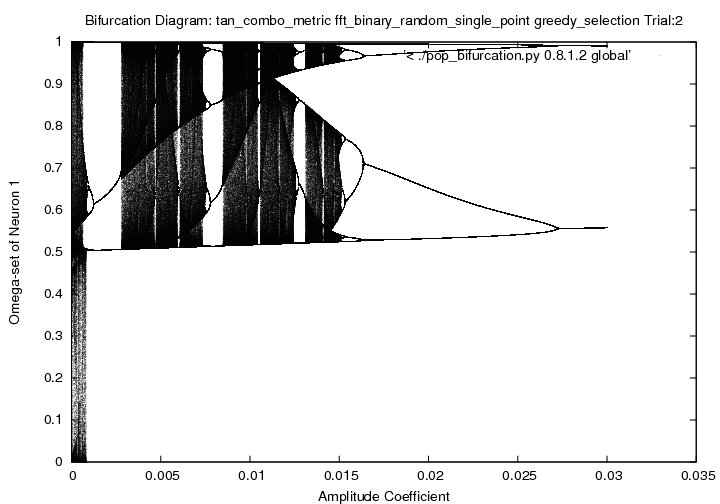 Bifurcation Diagram: tan_combo_metric fft_binary_random_single_point greedy_selection Trial:2
'< ./pop_bifurcation.py 0.8.1.2 global'
Omega-set of Neuron 1
1
0.9
0.8
0.7
0.6
0.5
0.4
0.3
0.2
0.1
0
0 0.005 0.01 0.015 0.02 0.025 0.03 0.035
Amplitude Coefficient